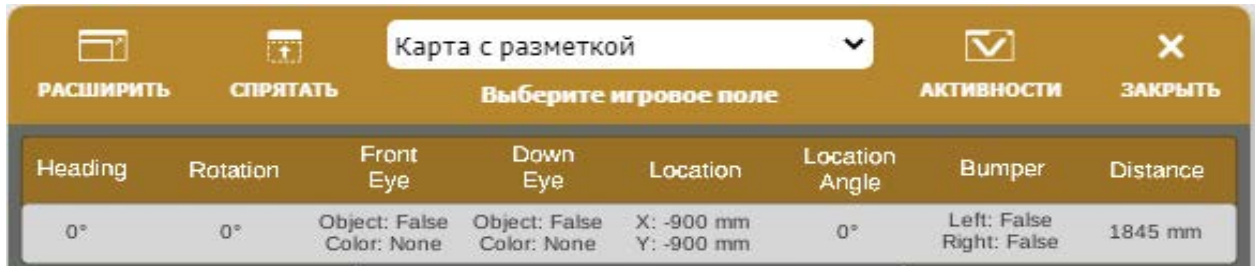 Карта с разметкой
РАСШИРИТЬ СПРЯТАТЬ Выберите игровое поле АКТИВНОСТИ ЗАКРЫТЬ
Heading Rotation Front Eye Down Eye Location Location Angle Bumper Distance
0° 0° Object: False Color: None Object: False Color: None X: -900 mm Y: -900 mm 0° Left: False Right: False 1845 mm